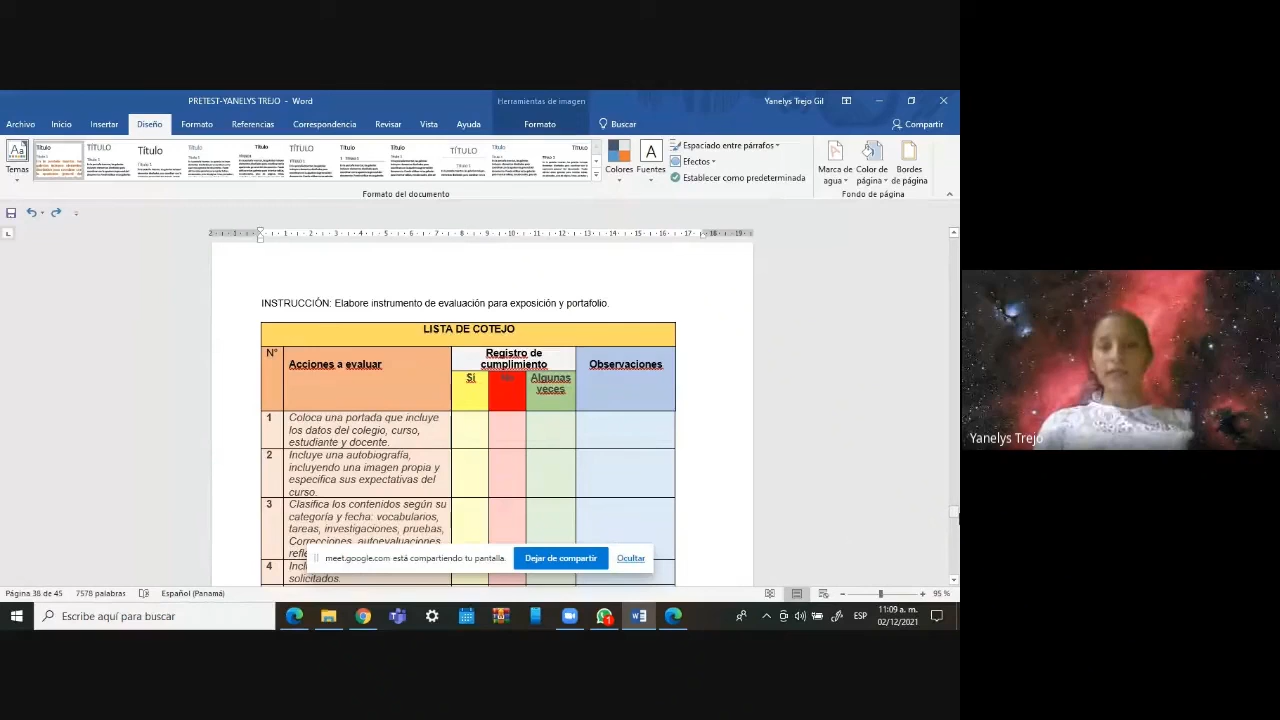 PRETEST-YANELYS TREJO - Word
Herramientas de imagen
Yanelys Trejo Gil
Archivo Inicio Insertar Diseño Formato Referencias Correspondencia Revisar Vista Ayuda Formato Buscar Compartir
Temas
Colores
Fuentes
Espaciado entre párrafos
Efectos
Establecer como predeterminada
Marca de agua
Color de página
Bordes de página
Formato del documento
Fondo de página
INSTRUCCIÓN: Elabore instrumento de evaluación para exposición y portafolio.
LISTA DE COTEJO
N°
Acciones a evaluar
Registro de
cumplimiento
Observaciones
Si
No
Algunas
veces
1
Coloca una portada que incluye
los datos del colegio, curso,
estudiante y docente.
2
Incluye una autobiografía,
incluyendo una imagen propia y
especifica sus expectativas del
curso.
3
Clasifica los contenidos según su
categoría y fecha: vocabularios,
tareas, investigaciones, pruebas,
Correcciones, autoevaluaciones
4
solicitados.
meet.google.com está compartiendo tu pantalla.
Dejar de compartir
Ocultar
Página 38 de 45
7578 palabras
Español (Panamá)
95 %
Escribe aquí para buscar
ESP
11:09 a. m.
02/12/2021
Yanelys Trejo